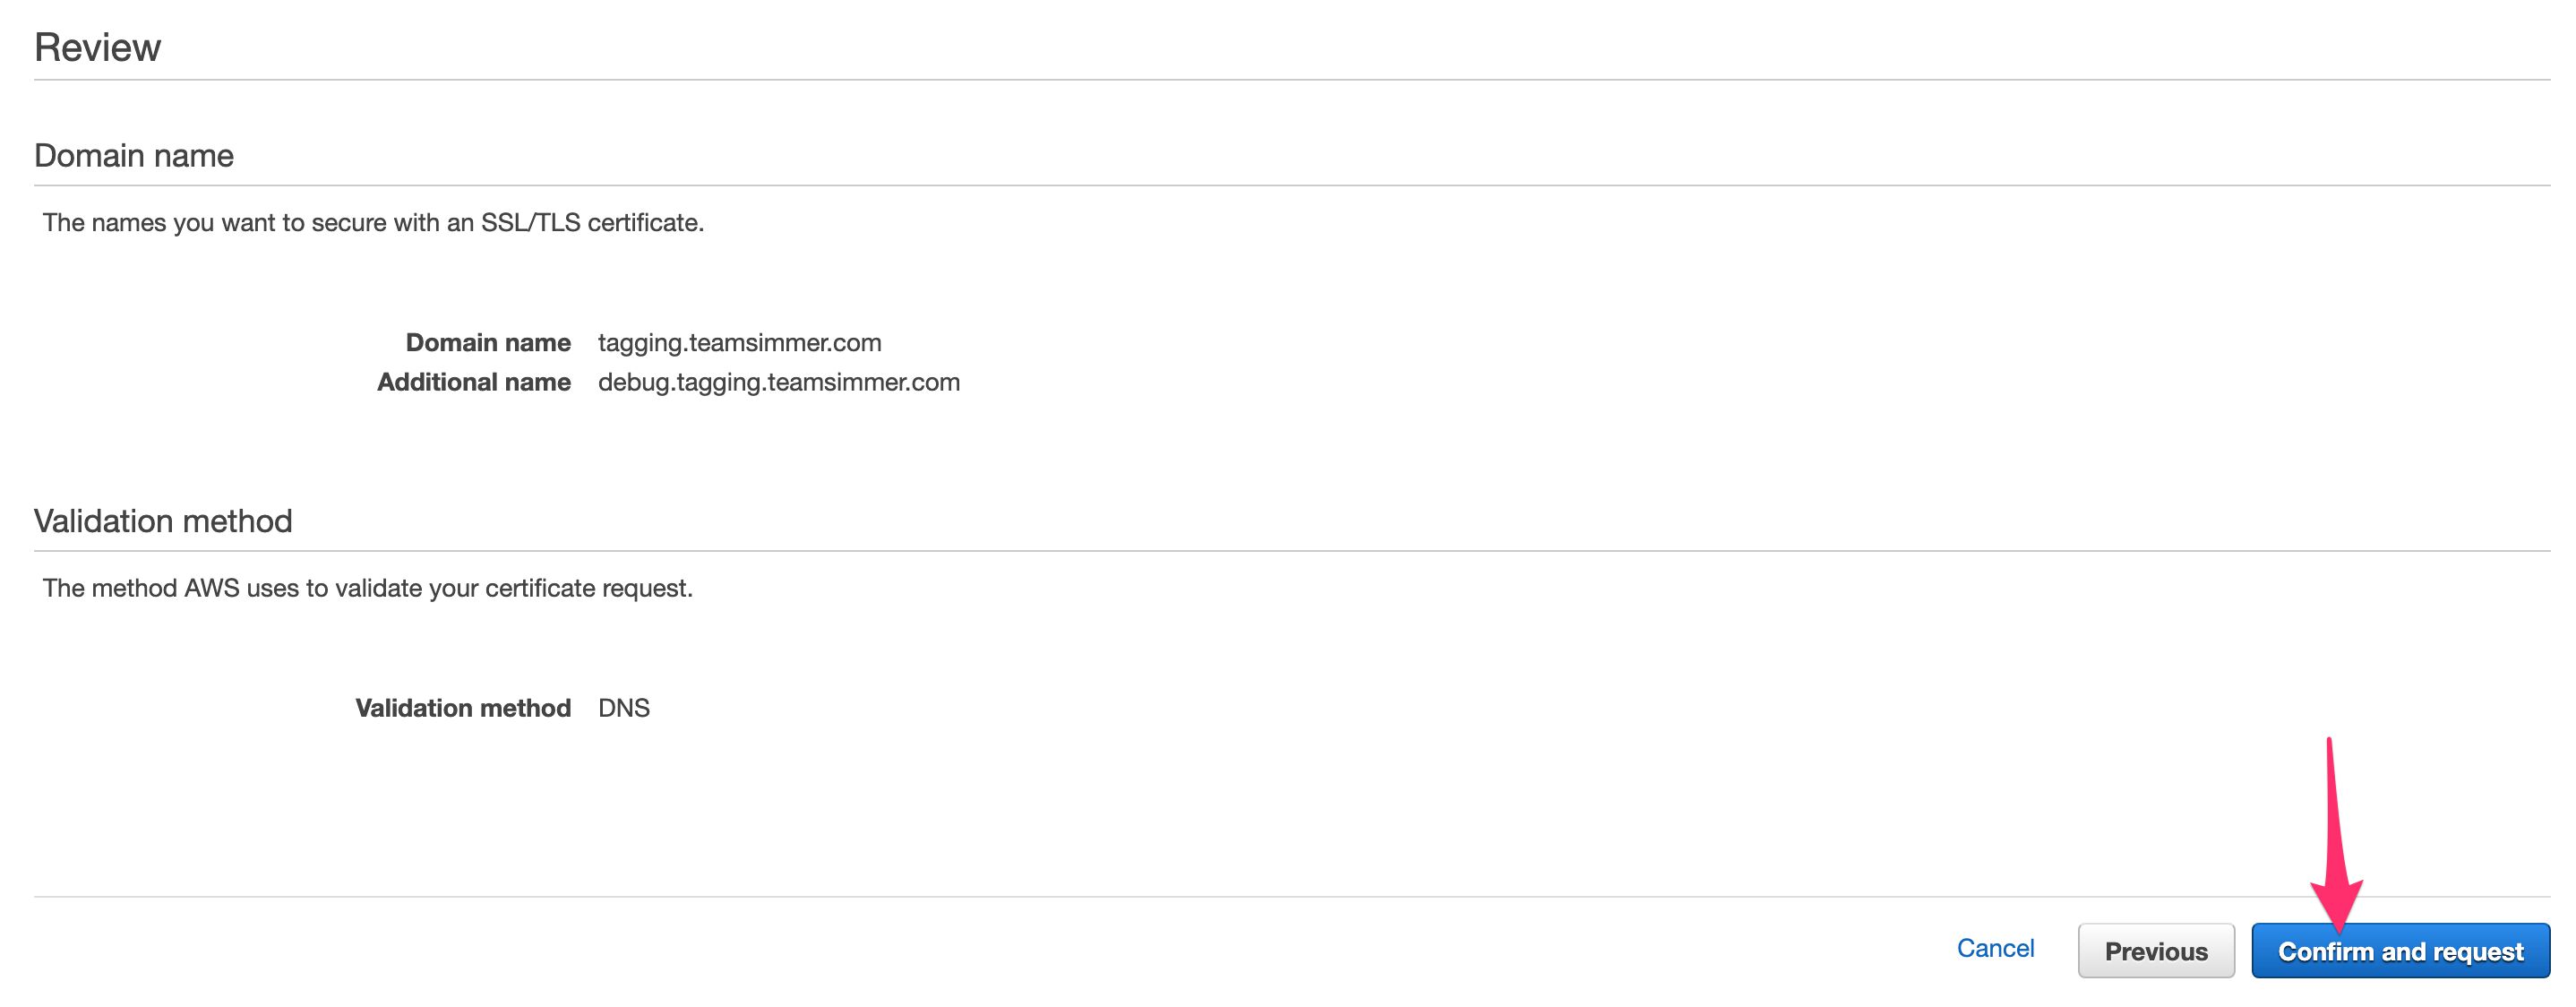 Review
Domain name
The names you want to secure with an SSL/TLS certificate.
Domain name tagging.teamsimmer.com
Additional name debug.tagging.teamsimmer.com
Validation method
The method AWS uses to validate your certificate request.
Validation method DNS
Cancel Previous Confirm and request